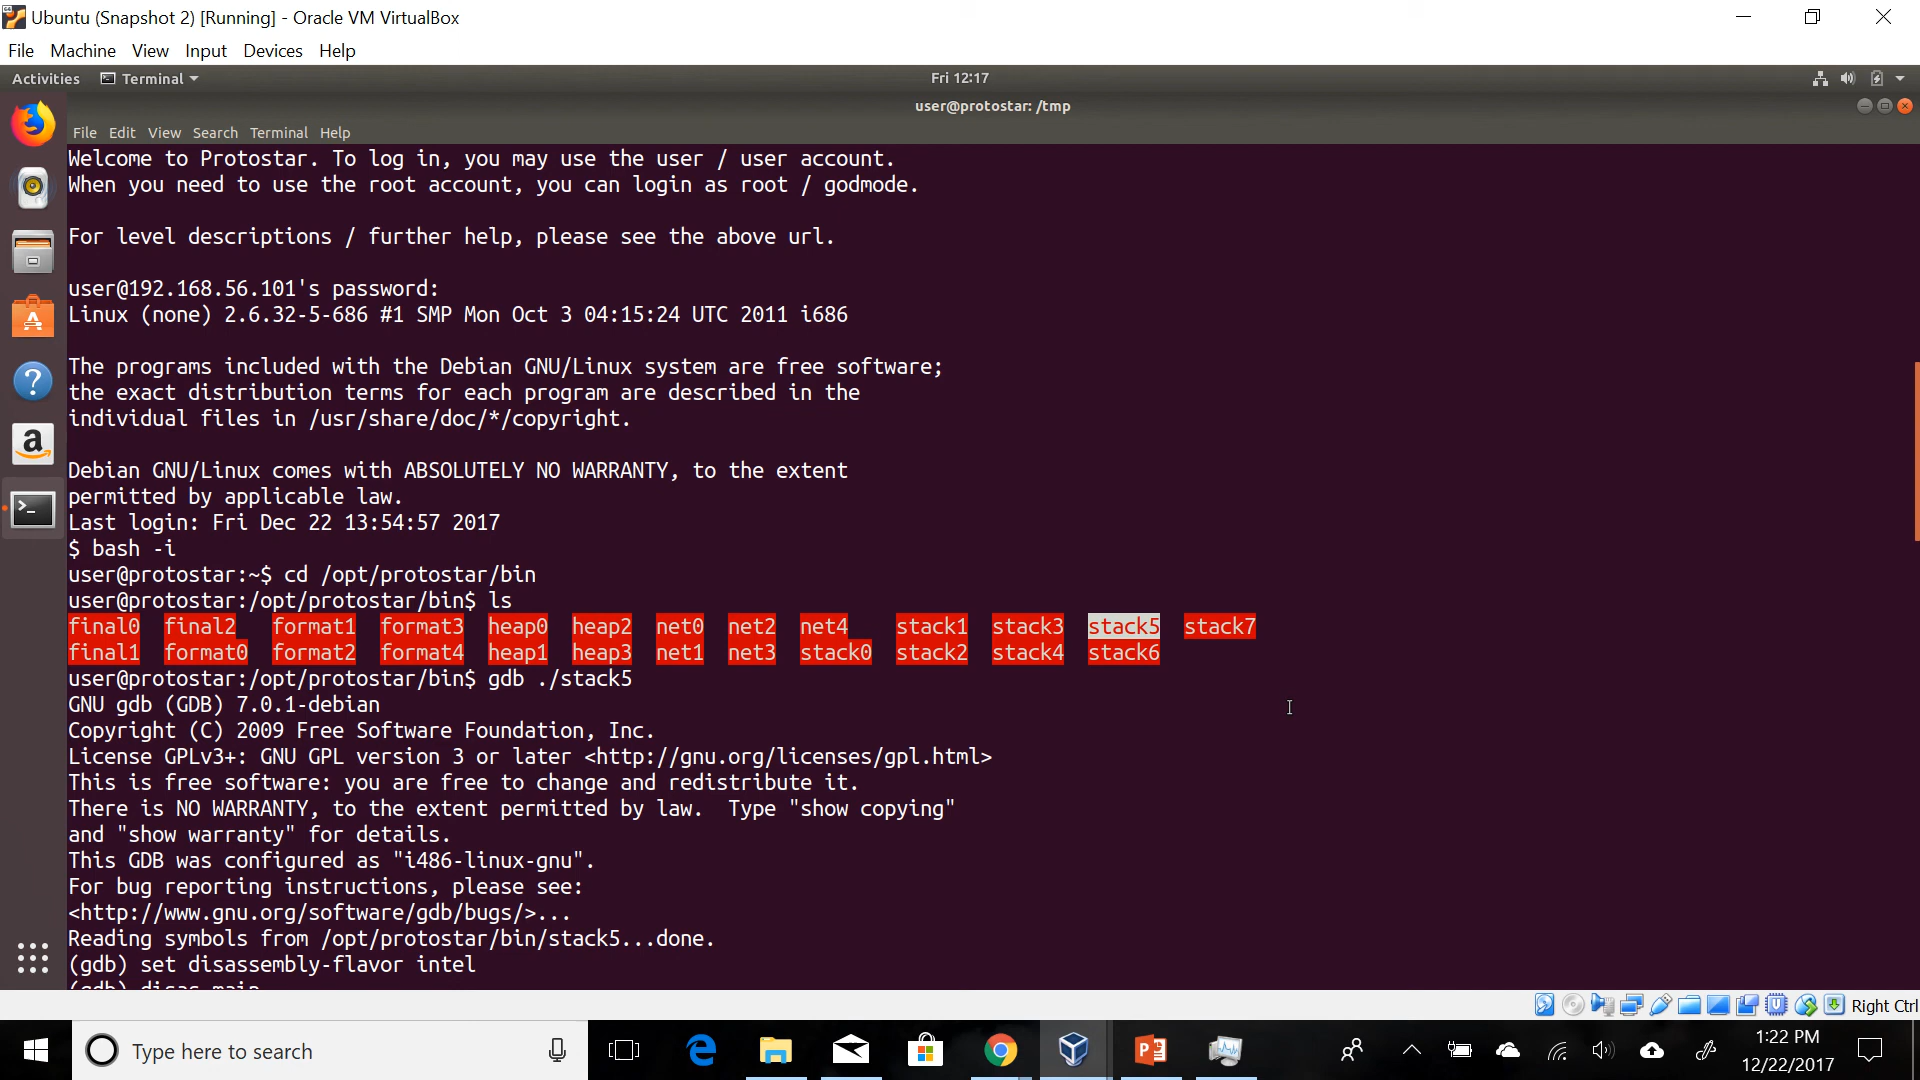 Ubuntu (Snapshot 2) [Running] - Oracle VM VirtualBox
File Machine View Input Devices Help
Activities Terminal Fri 12:17
user@protostar: /tmp
File Edit View Search Terminal Help
Welcome to Protostar. To log in, you may use the user / user account.
When you need to use the root account, you can login as root / godmode.
For level descriptions / further help, please see the above url.
user@192.168.56.101's password:
Linux (none) 2.6.32-5-686 #1 SMP Mon Oct 3 04:15:24 UTC 2011 i686
The programs included with the Debian GNU/Linux system are free software;
the exact distribution terms for each program are described in the
individual files in /usr/share/doc/*/copyright.
Debian GNU/Linux comes with ABSOLUTELY NO WARRANTY, to the extent
permitted by applicable law.
Last login: Fri Dec 22 13:54:57 2017
$ bash -i
user@protostar:~$ cd /opt/protostar/bin
user@protostar:/opt/protostar/bin$ ls
final0 final2 format1 format3 heap0 heap2 net0 net2 net4 stack1 stack3 stack5 stack7
final1 format0 format2 format4 heap1 heap3 net1 net3 stack0 stack2 stack4 stack6
user@protostar:/opt/protostar/bin$ gdb ./stack5
GNU gdb (GDB) 7.0.1-debian
Copyright (C) 2009 Free Software Foundation, Inc.
License GPLv3+: GNU GPL version 3 or later <http://gnu.org/licenses/gpl.html>
This is free software: you are free to change and redistribute it.
There is NO WARRANTY, to the extent permitted by law.  Type "show copying"
and "show warranty" for details.
This GDB was configured as "i486-linux-gnu".
For bug reporting instructions, please see:
<http://www.gnu.org/software/gdb/bugs/>...
Reading symbols from /opt/protostar/bin/stack5...done.
(gdb) set disassembly-flavor intel
(gdb) disas main
Right Ctrl
Type here to search
1:22 PM
12/22/2017